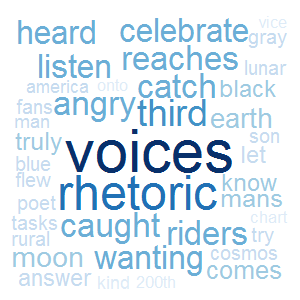 vice
heard celebrate
gray
reaches
listen
lunar
america onto
catch black
fans angry third
man
earth
truly
son
voices
let
blue
flew
rhetoric
know
poet
mans
tasks caught
chart
rural
riders try
moon wanting
cosmos
comes
answer kind 200th